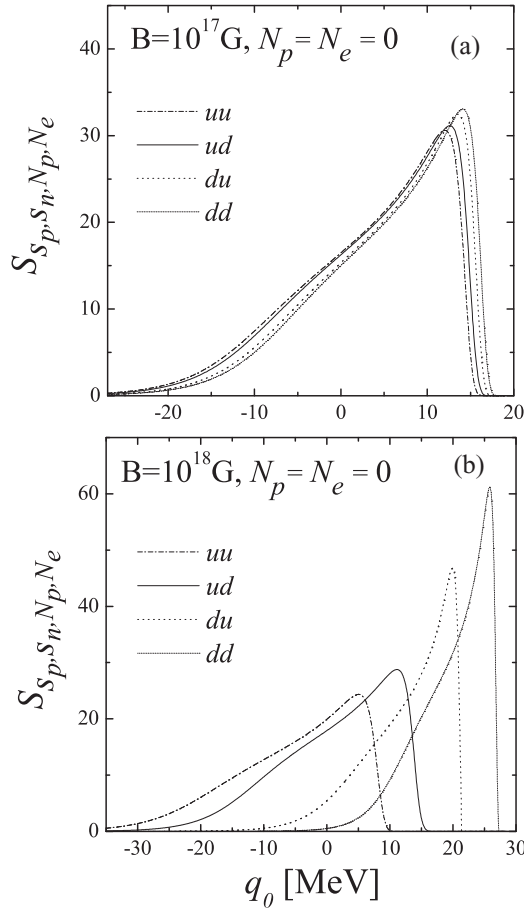 B=10^17G, N_p = N_e = 0 (a)
40
uu
ud
30
du
dd
20
10
0
S_{s_p,s_n,N_p,N_e}
-20 -10 0 10 20
B=10^18G, N_p = N_e = 0 (b)
60
uu
ud
40
du
dd
20
0
S_{s_p,s_n,N_p,N_e}
-30 -20 -10 0 10 20 30
q_0 [MeV]